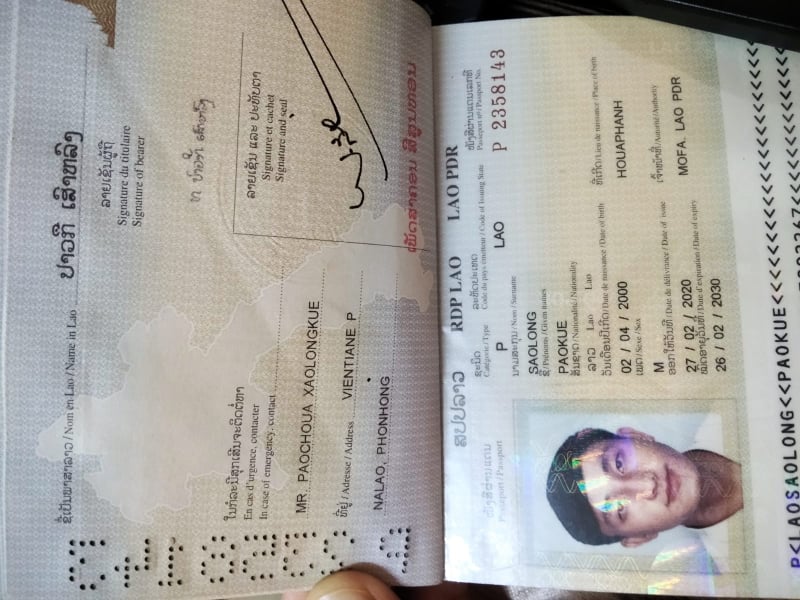 ຊື່ເປັນພາສາລາວ / Nom en Lao / Name in Lao ປາວກື ເສົາຫລົງ
ລາຍເຊັນຜູ້ຖື
Signature du titulaire
Signature of bearer
ໃນກໍລະນີສຸກເສີນຈະຕິດຕໍ່ຫາ
En cas d'urgence, contacter
In case of emergency, contact
MR. PAOCHOUA XAOLONGKUE
ທີ່ຢູ່ / Adresse / Address VIENTIANE P
NALAO, PHONHONG
ລາຍເຊັນ ແລະ ປະທັບຕາ
Signature et cachet
Signature and seal
ເພັດສາຄອນ ສີຫູນທອນ
P2358143
ສປປລາວ RDP LAO LAO PDR
ໜັງສືຜ່ານແດນ
Passeport / Passport
ຊະນິດ
Catégorie / Type
P
ລະຫັດປະເທດ
Code du pays émetteur / Code of Issuing State
LAO
ໜັງສືຜ່ານແດນເລກທີ
Passeport nº / Passport No.
P 2358143
ນາມສະກຸນ / Nom / Surname
SAOLONG
ຊື່ / Prénoms / Given names
PAOKUE
ສັນຊາດ / Nationalité / Nationality
ລາວ Lao Lao
ວັນເດືອນປີເກີດ / Date de naissance / Date of birth
02 / 04 / 2000
ທີ່ເກີດ / Lieu de naissance / Place of birth
HOUAPHANH
ເພດ / Sexe / Sex
M
ອອກໃຫ້ວັນທີ / Date de délivrance / Date of issue
27 / 02 / 2020
ເຈົ້າໜ້າທີ່ / Autorité / Authority
MOFA. LAO PDR
ໝົດອາຍຸວັນທີ / Date d'expiration / Date of expiry
26 / 02 / 2030
P<LAOSAOLONG<<PAOKUE<<<<<<<<<<<<<<<<<<